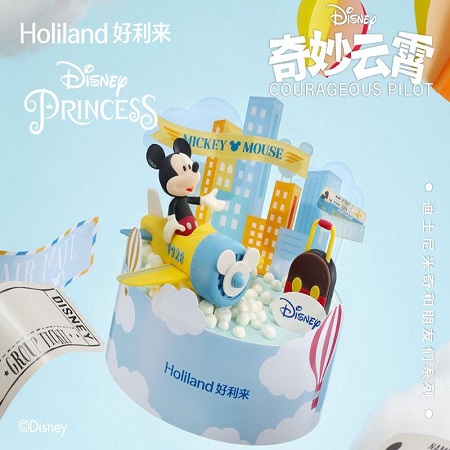 Holiland 好利来
Disney
PRINCESS
Disney
奇妙云霄
COURAGEOUS PILOT
MICKEY MOUSE
1928
AIR MAIL
DISNEY
GROUP TICKET
Disney
Holiland 好利来
迪士尼米奇和朋友们系列
©Disney